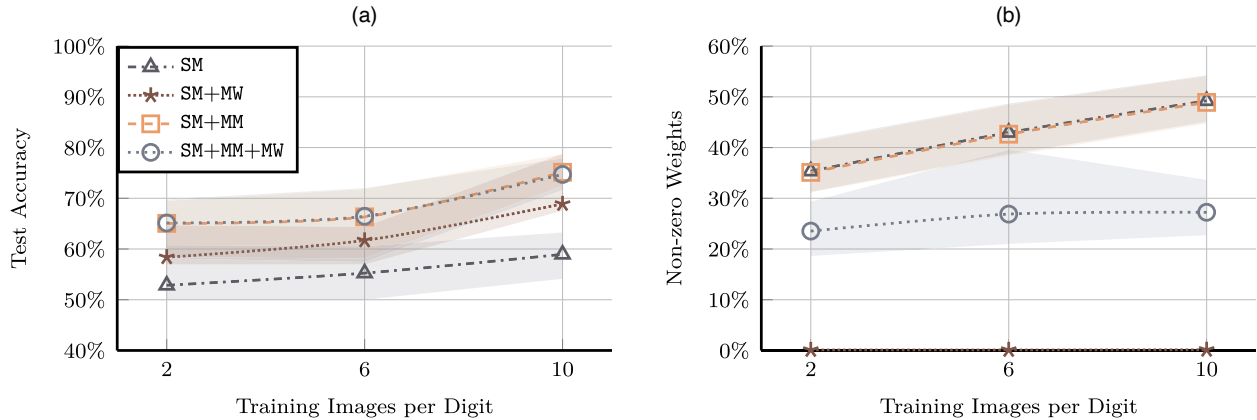 (a)
100%
90%
80%
70%
60%
50%
40%
Test Accuracy
SM
SM+MW
SM+MM
SM+MM+MW
2 6 10
Training Images per Digit
(b)
60%
50%
40%
30%
20%
10%
0%
Non-zero Weights
2 6 10
Training Images per Digit